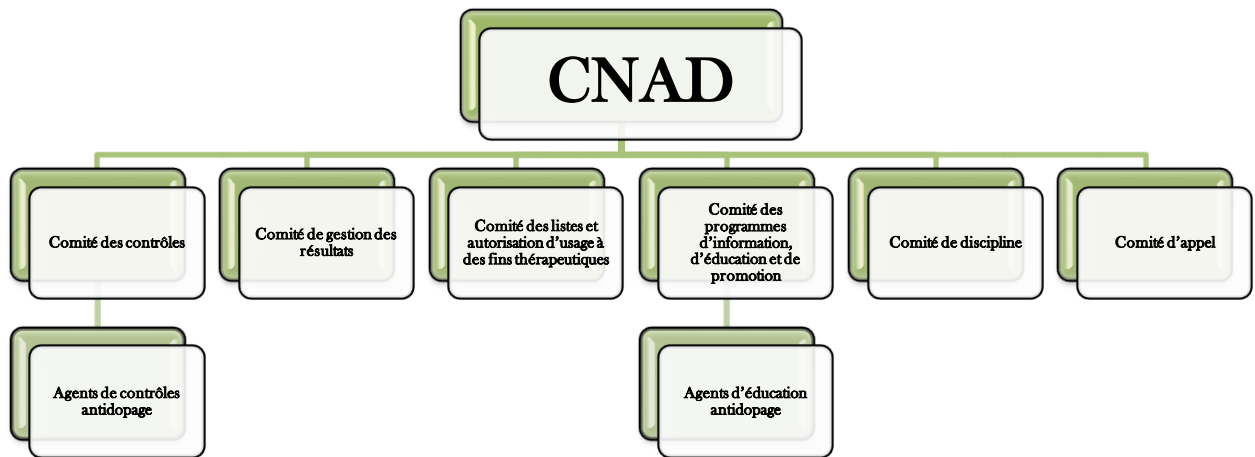 CNAD
Comité des contrôles
Comité de gestion des
résultats
Comité des listes et
autorisation d’usage à
des fins thérapeutiques
Comité des
programmes
d’information,
d’éducation et de
promotion
Comité de discipline
Comité d’appel
Agents de contrôles
antidopage
Agents d’éducation
antidopage